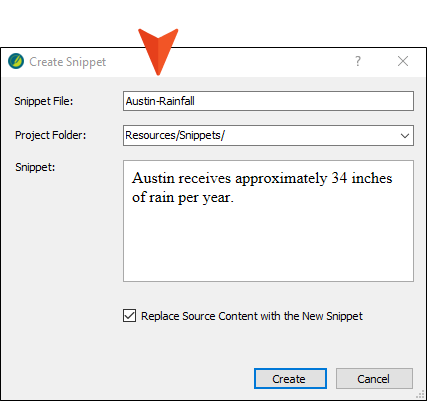 Create Snippet
?
Snippet File: Austin-Rainfall
Project Folder: Resources/Snippets/
Snippet: Austin receives approximately 34 inches
of rain per year.
Replace Source Content with the New Snippet
Create Cancel